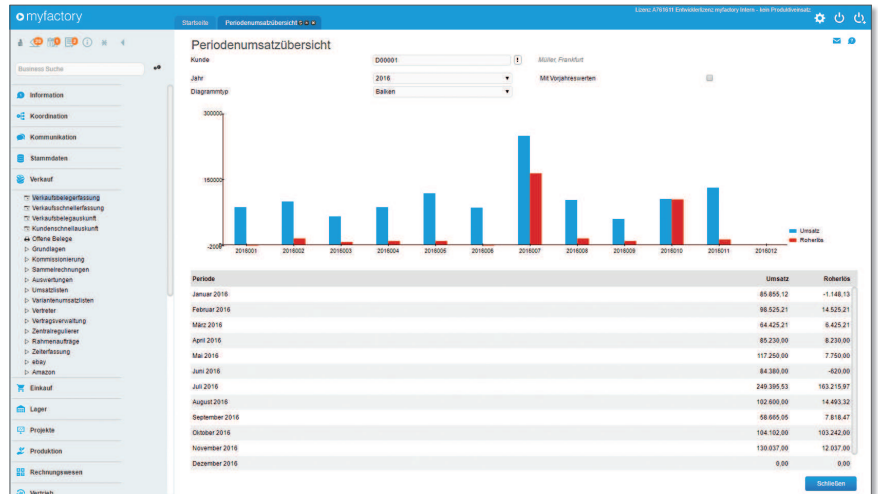 myfactory
Lizenz A761611 Entwicklerlizenz myfactory Intern - kein Produktiveinsatz
Startseite
Periodenumsatzübersicht
Periodenumsatzübersicht
Kunde
D00001
!
Müller, Frankfurt
Business Suche
Jahr
2016
Mit Vorjahreswerten
Diagrammtyp
Balken
Information
Koordination
Kommunikation
Stammdaten
Verkauf
Verkaufsbelegerfassung
Verkaufsschnellerfassung
Verkaufsbelegauskunft
Kundenschnellauskunft
Offene Belege
Grundlagen
Kommissionierung
Sammelrechnungen
Auswertungen
Umsatzlisten
Variantenumsatzlisten
Vertreter
Vertragsverwaltung
Zentralregulierer
Rahmenaufträge
Zeiterfassung
ebay
Amazon
Einkauf
Lager
Projekte
Produktion
Rechnungswesen
Vertrieb
300000
150000
-2000
2016001 2016002 2016003 2016004 2016005 2016006 2016007 2016008 2016009 2016010 2016011 2016012
Umsatz
Roherlös
Periode Umsatz Roherlös
Januar 2016 85.855,12 -1.148,13
Februar 2016 98.525,21 14.525,21
März 2016 64.425,21 6.425,21
April 2016 85.230,00 8.230,00
Mai 2016 117.250,00 7.750,00
Juni 2016 84.380,00 -620,00
Juli 2016 249.395,53 163.215,97
August 2016 102.600,00 14.493,32
September 2016 58.665,05 7.818,47
Oktober 2016 104.102,00 103.242,00
November 2016 130.037,00 12.037,00
Dezember 2016 0,00 0,00
Schließen